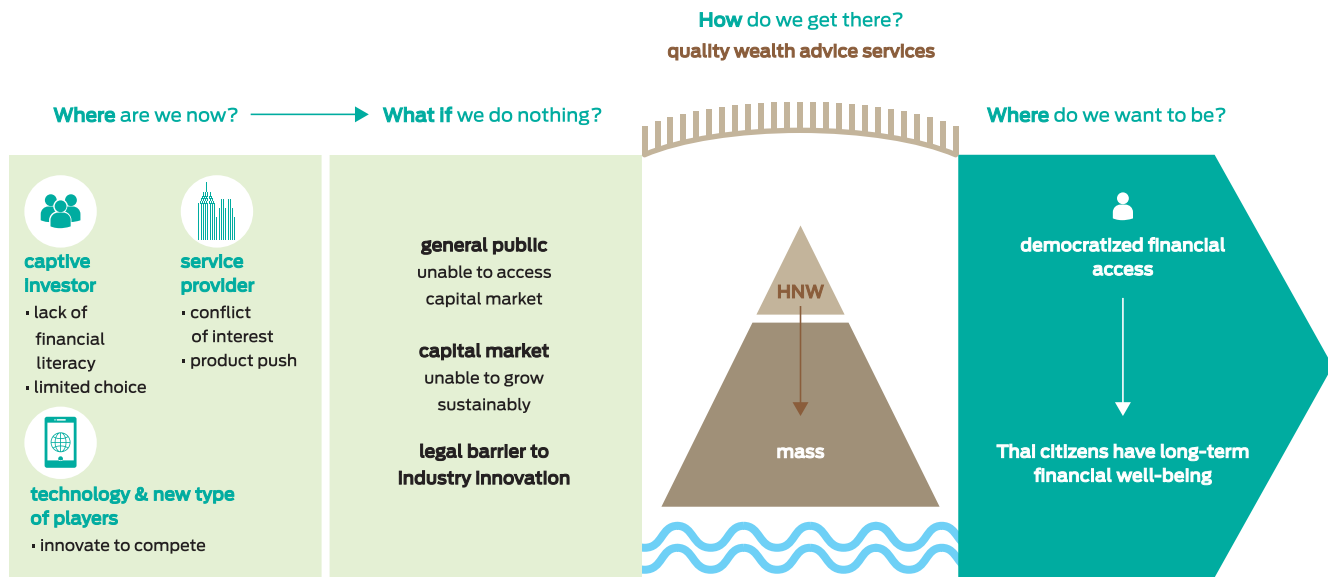 How do we get there?
quality wealth advice services
Where are we now?
What if we do nothing?
Where do we want to be?
captive
investor
· lack of
financial
literacy
· limited choice
service
provider
· conflict
of interest
· product push
technology & new type
of players
· innovate to compete
general public
unable to access
capital market
capital market
unable to grow
sustainably
legal barrier to
industry innovation
HNW
mass
democratized financial
access
Thai citizens have long-term
financial well-being